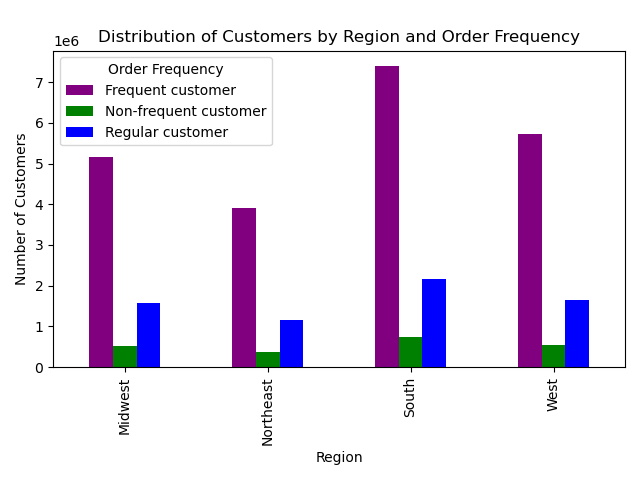 Distribution of Customers by Region and Order Frequency
1e6
Order Frequency
Frequent customer
Non-frequent customer
Regular customer
Number of Customers
7
6
5
4
3
2
1
0
Midwest
Northeast
South
West
Region